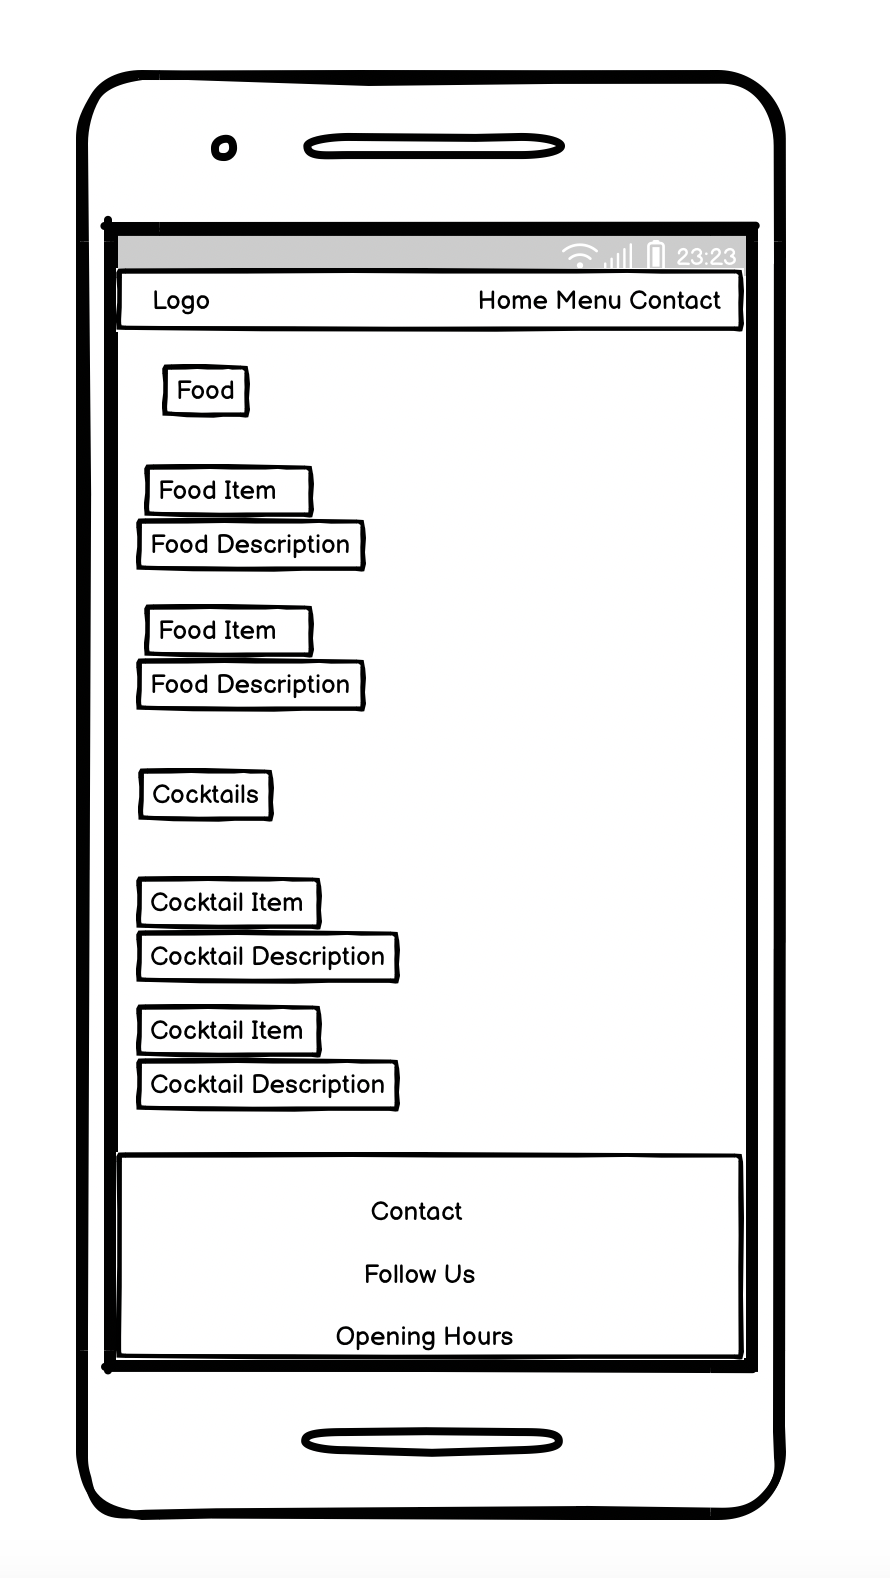 23:23
Logo Home Menu Contact
Food
Food Item
Food Description
Food Item
Food Description
Cocktails
Cocktail Item
Cocktail Description
Cocktail Item
Cocktail Description
Contact
Follow Us
Opening Hours